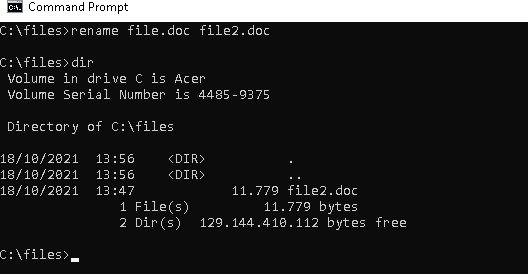 Command Prompt
C:\files>rename file.doc file2.doc
C:\files>dir
Volume in drive C is Acer
Volume Serial Number is 4485-9375
Directory of C:\files
18/10/2021  13:56    <DIR>          .
18/10/2021  13:56    <DIR>          ..
18/10/2021  13:47            11.779 file2.doc
1 File(s)         11.779 bytes
2 Dir(s)  129.144.410.112 bytes free
C:\files>